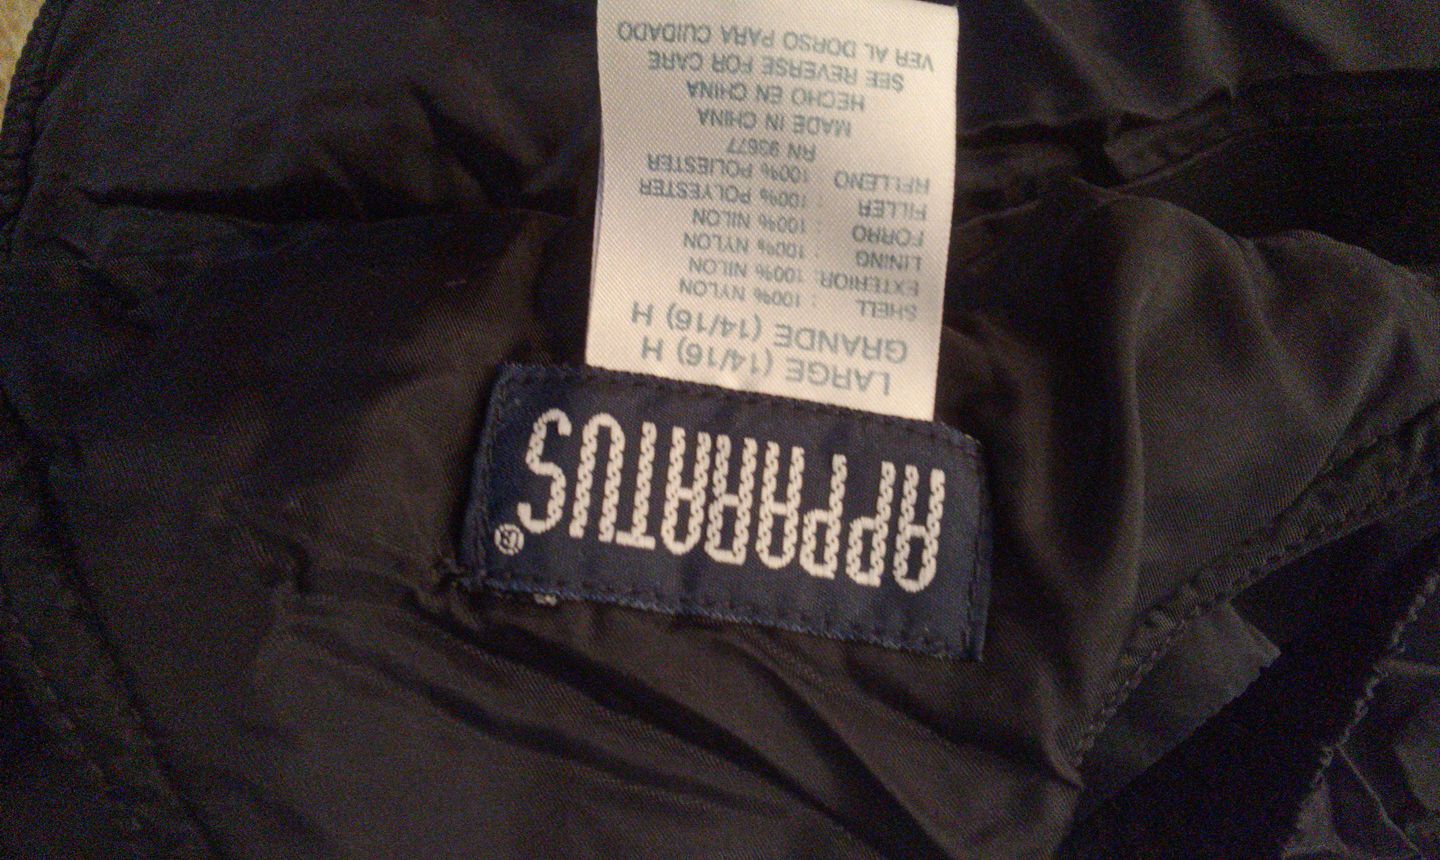 APPARATUS®
LARGE (14/16) H
GRANDE (14/16) H
SHELL : 100% NYLON
EXTERIOR: 100% NILON
LINING : 100% NYLON
FORRO : 100% NILON
FILLER : 100% POLYESTER
RELLENO : 100% POLIESTER
RN 93677
MADE IN CHINA
HECHO EN CHINA
SEE REVERSE FOR CARE
VER AL DORSO PARA CUIDADO